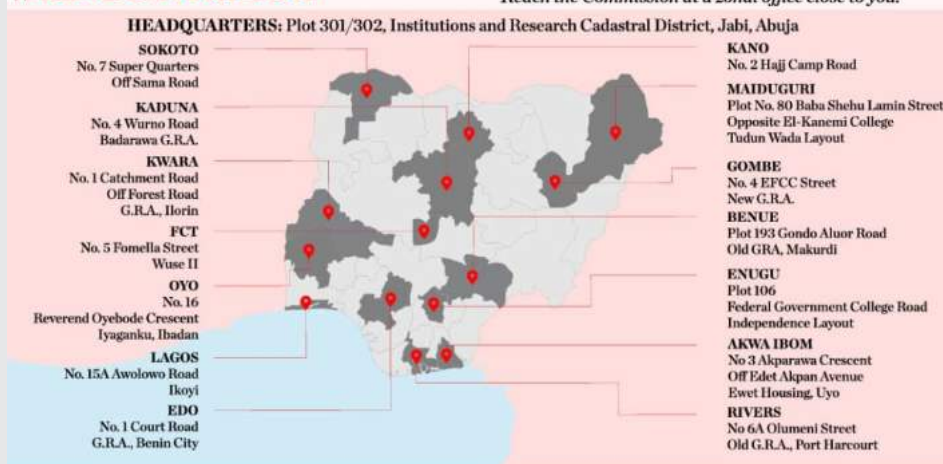 Reach the Commission at a zonal office close to you.
HEADQUARTERS: Plot 301/302, Institutions and Research Cadastral District, Jabi, Abuja
SOKOTO
No. 7 Super Quarters
Off Sama Road
KADUNA
No. 4 Wurno Road
Badarawa G.R.A.
KWARA
No. 1 Catchment Road
Off Forest Road
G.R.A., Ilorin
FCT
No. 5 Fomella Street
Wuse II
OYO
No. 16
Reverend Oyebode Crescent
Iyaganku, Ibadan
LAGOS
No. 15A Awolowo Road
Ikoyi
EDO
No. 1 Court Road
G.R.A., Benin City
KANO
No. 2 Hajj Camp Road
MAIDUGURI
Plot No. 80 Baba Shehu Lamin Street
Opposite El-Kanemi College
Tudun Wada Layout
GOMBE
No. 4 EFCC Street
New G.R.A.
BENUE
Plot 193 Gondo Aluor Road
Old GRA, Makurdi
ENUGU
Plot 106
Federal Government College Road
Independence Layout
AKWA IBOM
No 3 Akparawa Crescent
Off Edet Akpan Avenue
Ewet Housing, Uyo
RIVERS
No 6A Olumeni Street
Old G.R.A., Port Harcourt